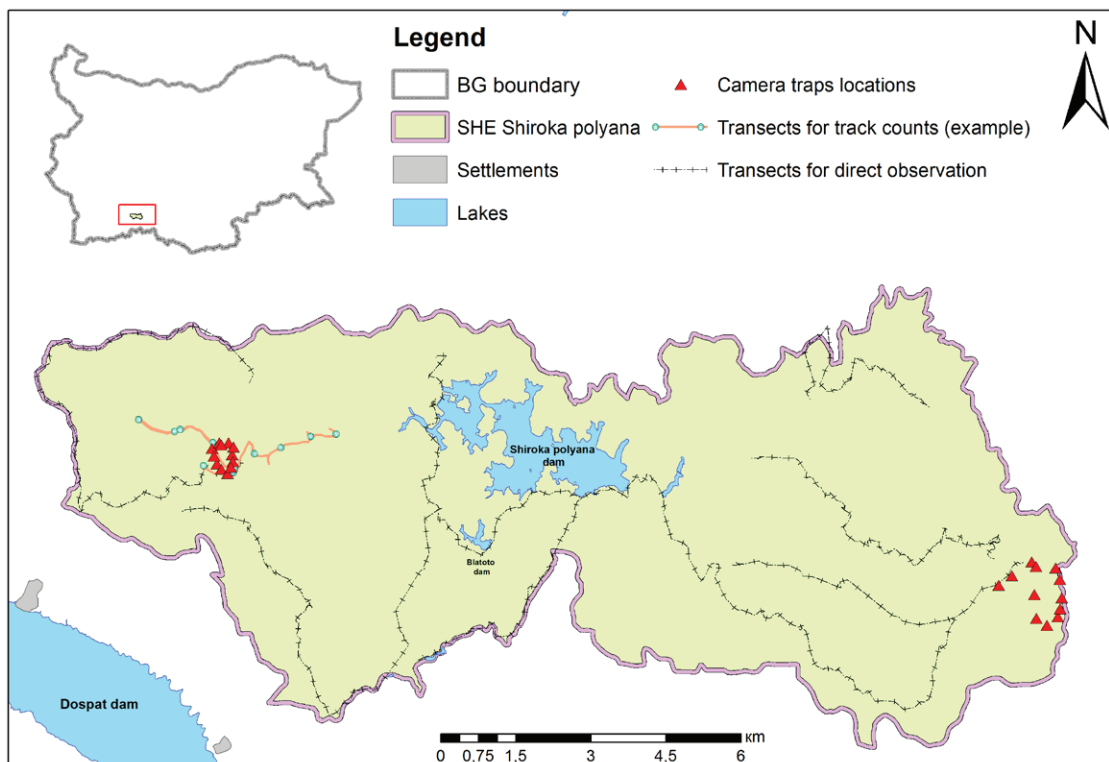 Legend
N
BG boundary
Camera traps locations
SHE Shiroka polyana
Transects for track counts (example)
Settlements
Transects for direct observation
Lakes
Shiroka polyana
dam
Blatoto
dam
Dospat dam
км
0 0.75 1.5 3 4.5 6